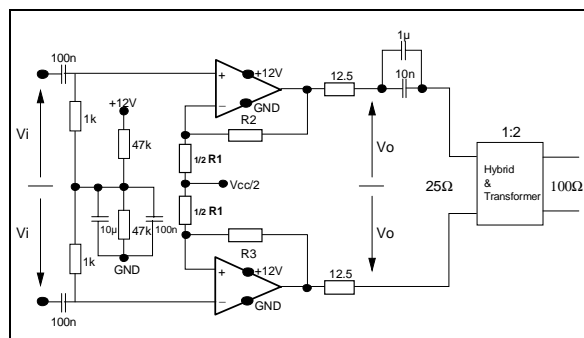 1µ
100n
+
+12V
12.5
10n
+12V
−
GND
R2
Vi
1k
47k
1/2 R1
Vo
1:2
Vcc/2
Hybrid
&
Transformer
25Ω
100Ω
1/2 R1
Vi
10µ
47k
100n
Vo
1k
GND
R3
+
+12V
12.5
−
GND
100n